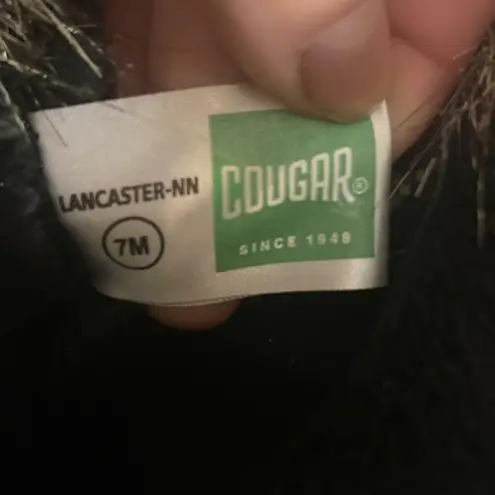 LANCASTER-NN
7M
COUGAR®
SINCE 1948